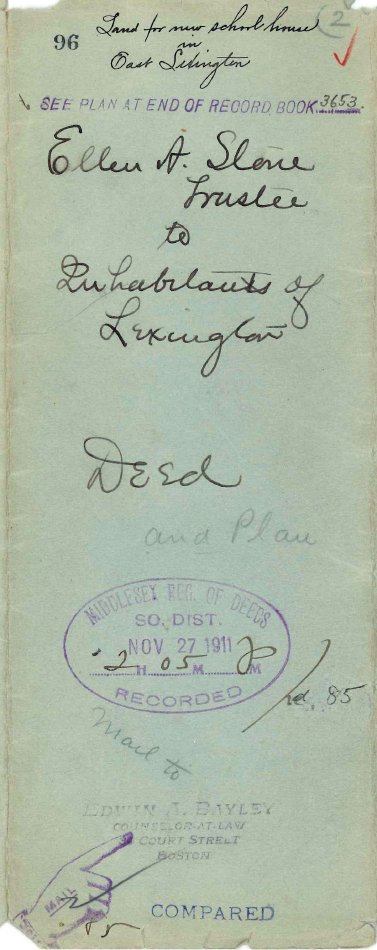 (2
96
Land for new school house
in
East Lexington
SEE PLAN AT END OF RECORD BOOK 3653.
Ellen A. Stone
Trustee
to
Inhabitants of
Lexington
Deed
and Plan
MIDDLESEX REG. OF DEEDS
SO. DIST.
NOV 27 1911
2 H 05 M P M
RECORDED
rd. 85
Mail to
EDWIN A. BAYLEY
COUNSELOR-AT-LAW
COURT STREET
BOSTON
MAIL
COMPARED